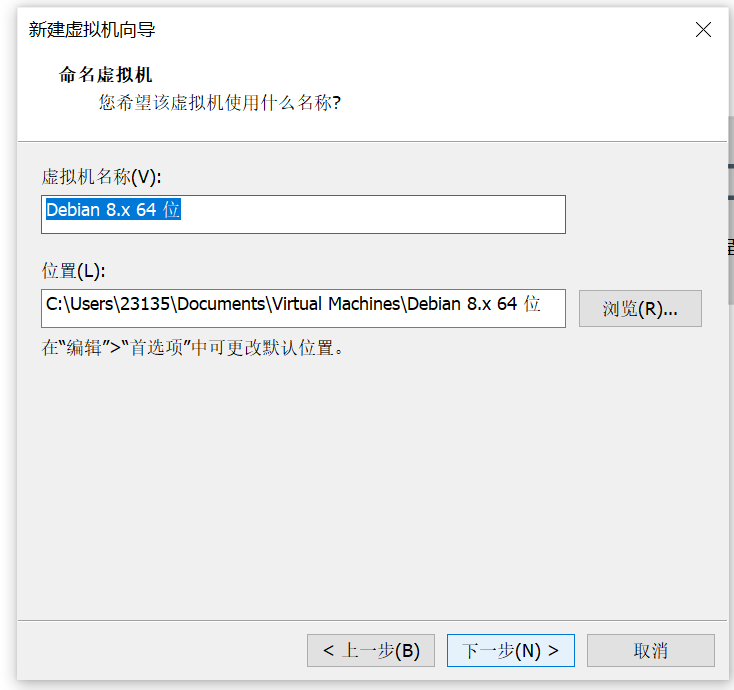 新建虚拟机向导
命名虚拟机
您希望该虚拟机使用什么名称?
虚拟机名称(V):
Debian 8.x 64 位
位置(L):
C:\Users\23135\Documents\Virtual Machines\Debian 8.x 64 位
浏览(R)...
在“编辑”>“首选项”中可更改默认位置。
< 上一步(B)
下一步(N) >
取消